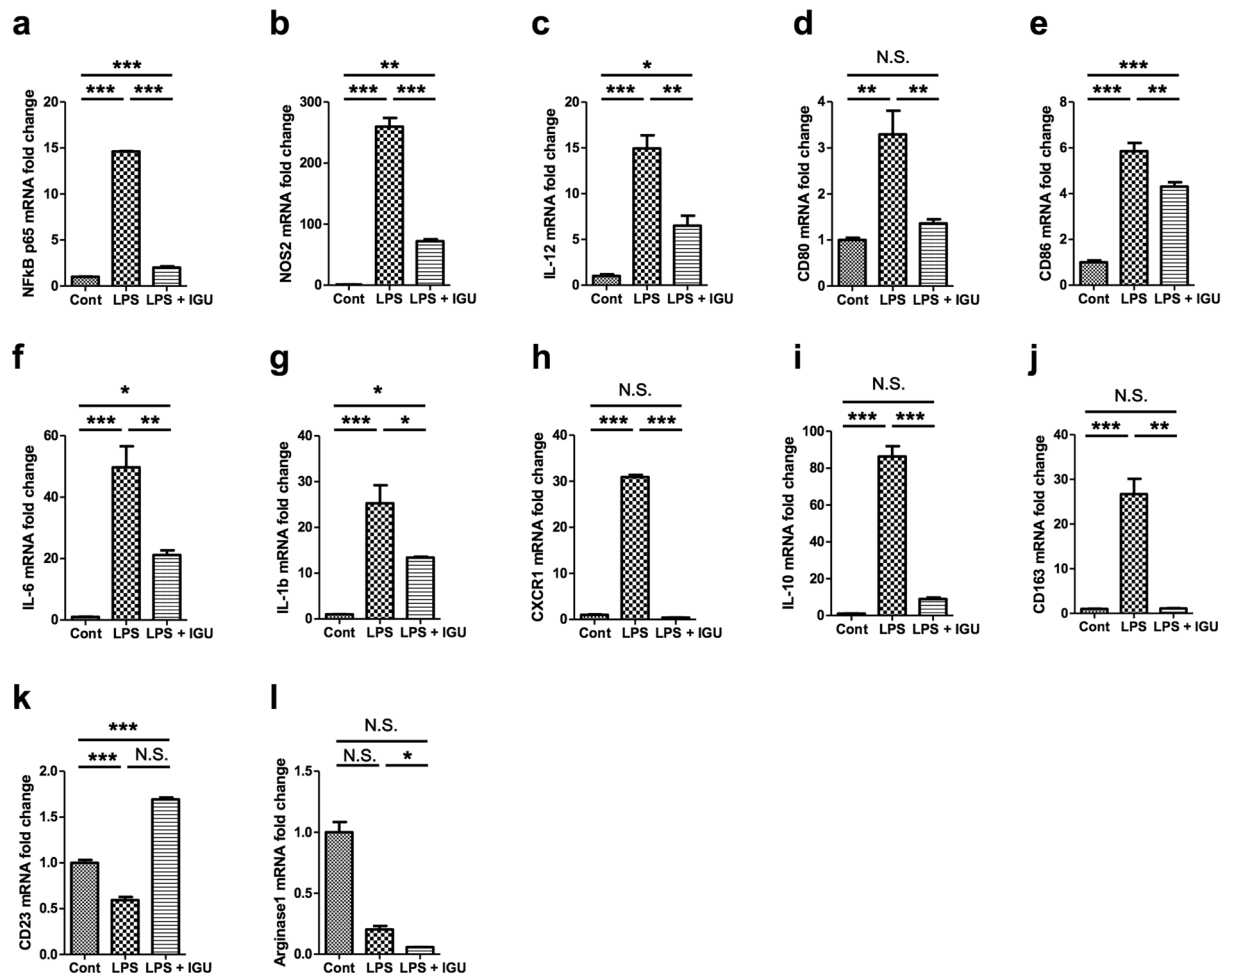 a
***
*** ***
NFkB p65 mRNA fold change
20
15
10
5
0
Cont LPS LPS + IGU
b
**
*** ***
NOS2 mRNA fold change
300
200
100
0
Cont LPS LPS + IGU
c
*
*** **
IL-12 mRNA fold change
20
15
10
5
0
Cont LPS LPS + IGU
d
N.S.
** **
CD80 mRNA fold change
4
3
2
1
0
Cont LPS LPS + IGU
e
***
*** **
CD86 mRNA fold change
8
6
4
2
0
Cont LPS LPS + IGU
f
*
*** **
IL-6 mRNA fold change
60
40
20
0
Cont LPS LPS + IGU
g
*
*** *
IL-1b mRNA fold change
40
30
20
10
0
Cont LPS LPS + IGU
h
N.S.
*** ***
CXCR1 mRNA fold change
40
30
20
10
0
Cont LPS LPS + IGU
i
N.S.
*** ***
IL-10 mRNA fold change
100
80
60
40
20
0
Cont LPS LPS + IGU
j
N.S.
*** **
CD163 mRNA fold change
40
30
20
10
0
Cont LPS LPS + IGU
k
***
*** N.S.
CD23 mRNA fold change
2.0
1.5
1.0
0.5
0.0
Cont LPS LPS + IGU
l
N.S.
N.S. *
Arginase1 mRNA fold change
1.5
1.0
0.5
0.0
Cont LPS LPS + IGU